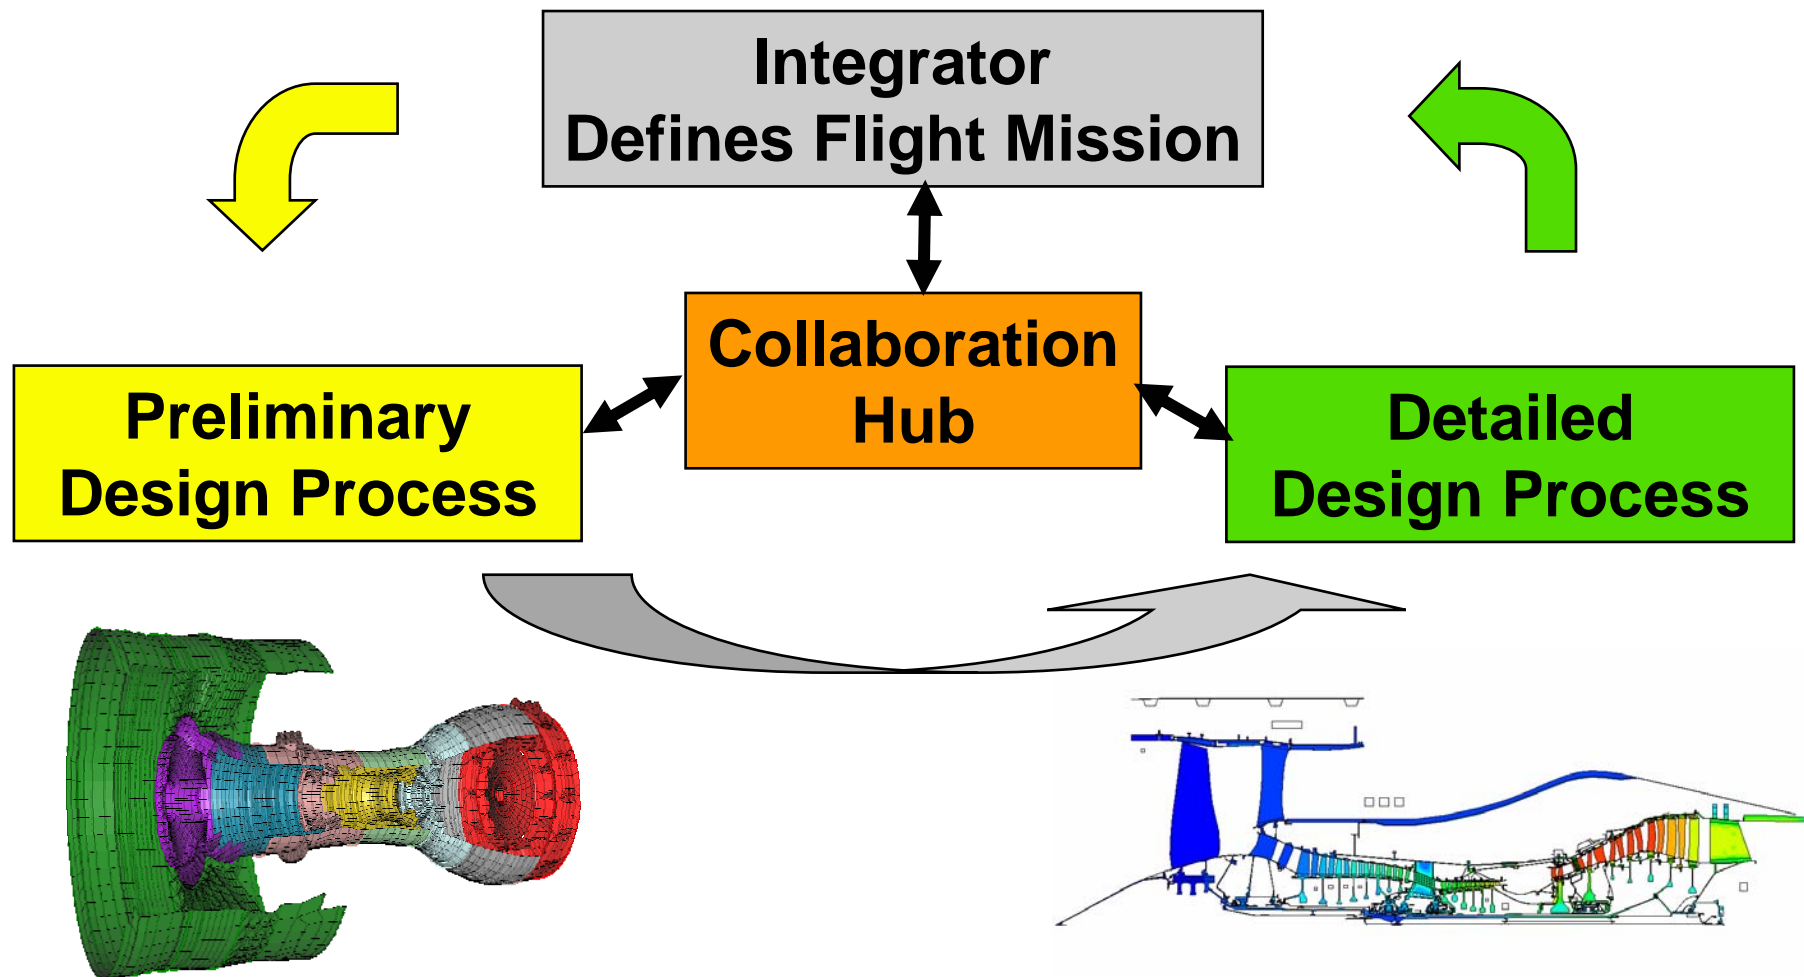 Integrator
Defines Flight Mission
Collaboration
Hub
Preliminary
Design Process
Detailed
Design Process